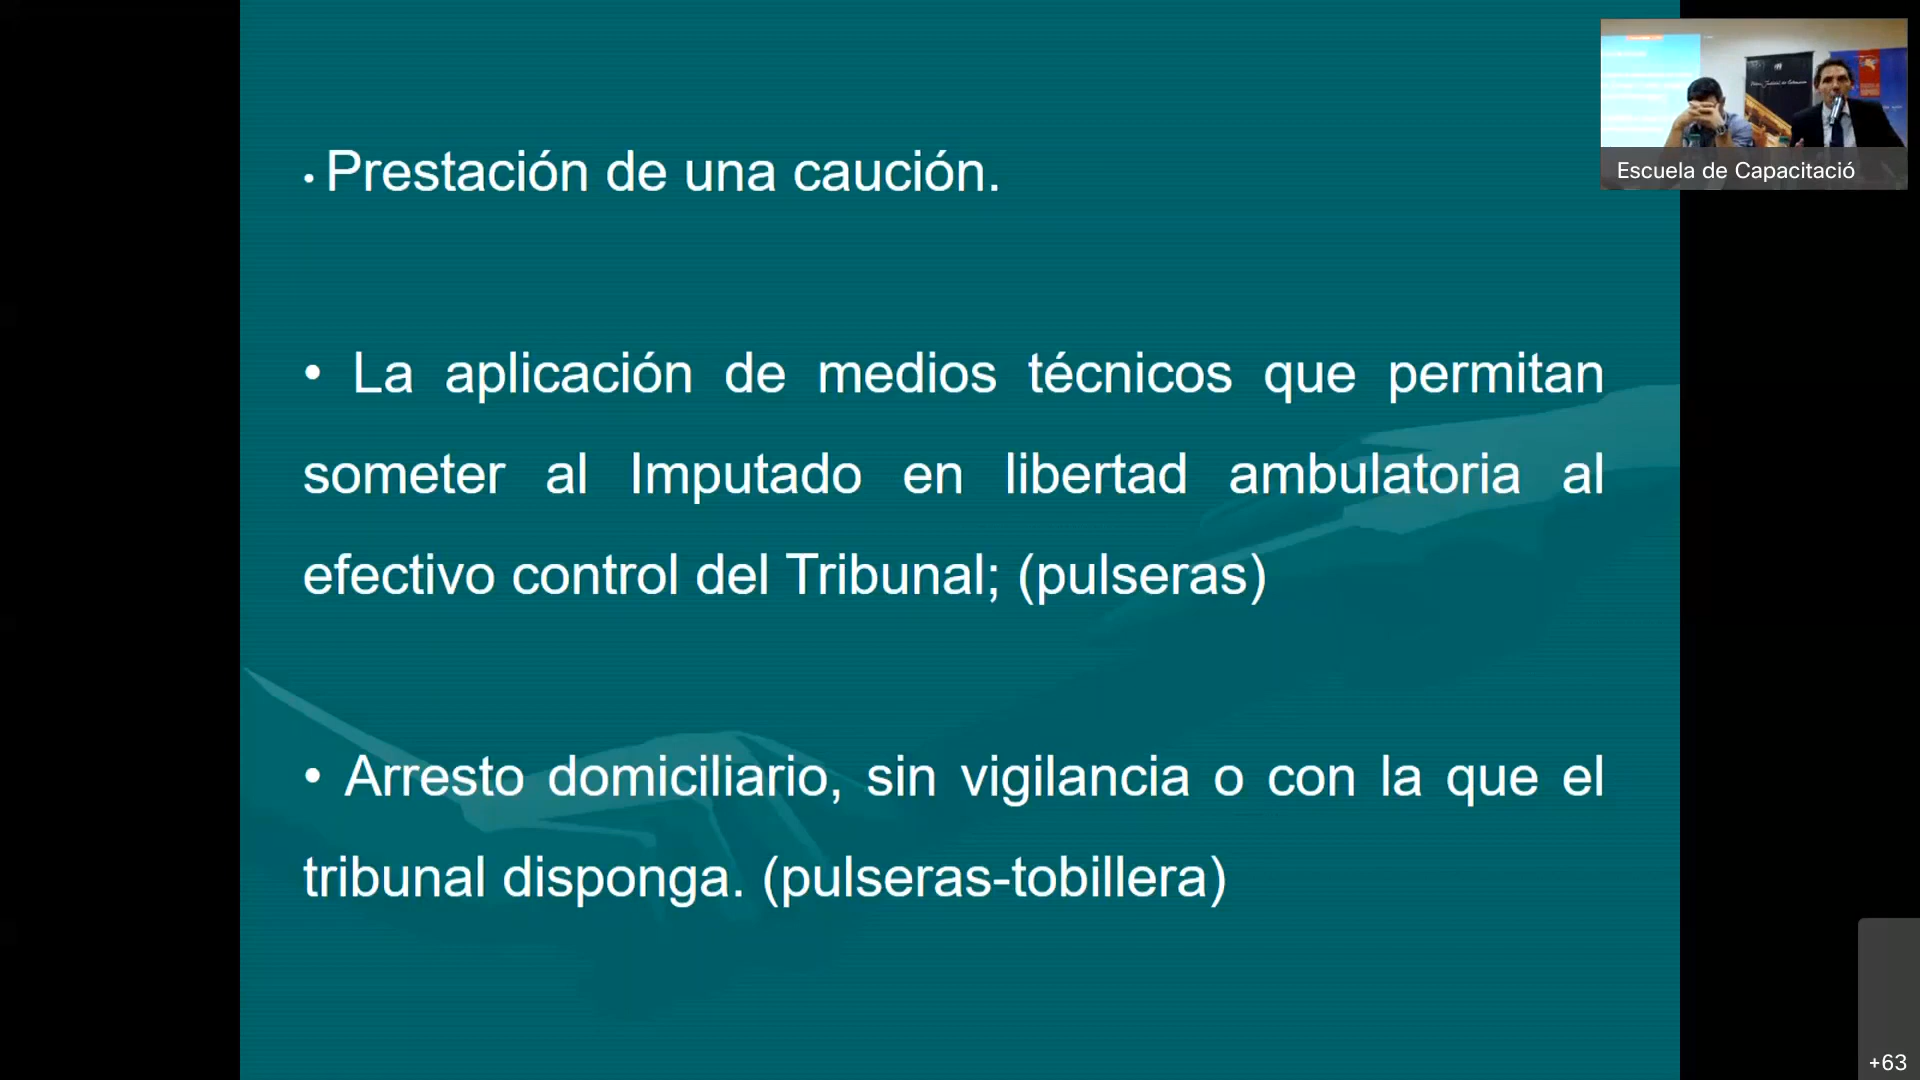 • Prestación de una caución.
• La aplicación de medios técnicos que permitan
someter al Imputado en libertad ambulatoria al
efectivo control del Tribunal; (pulseras)
• Arresto domiciliario, sin vigilancia o con la que el
tribunal disponga. (pulseras-tobillera)
Escuela de Capacitació
+63